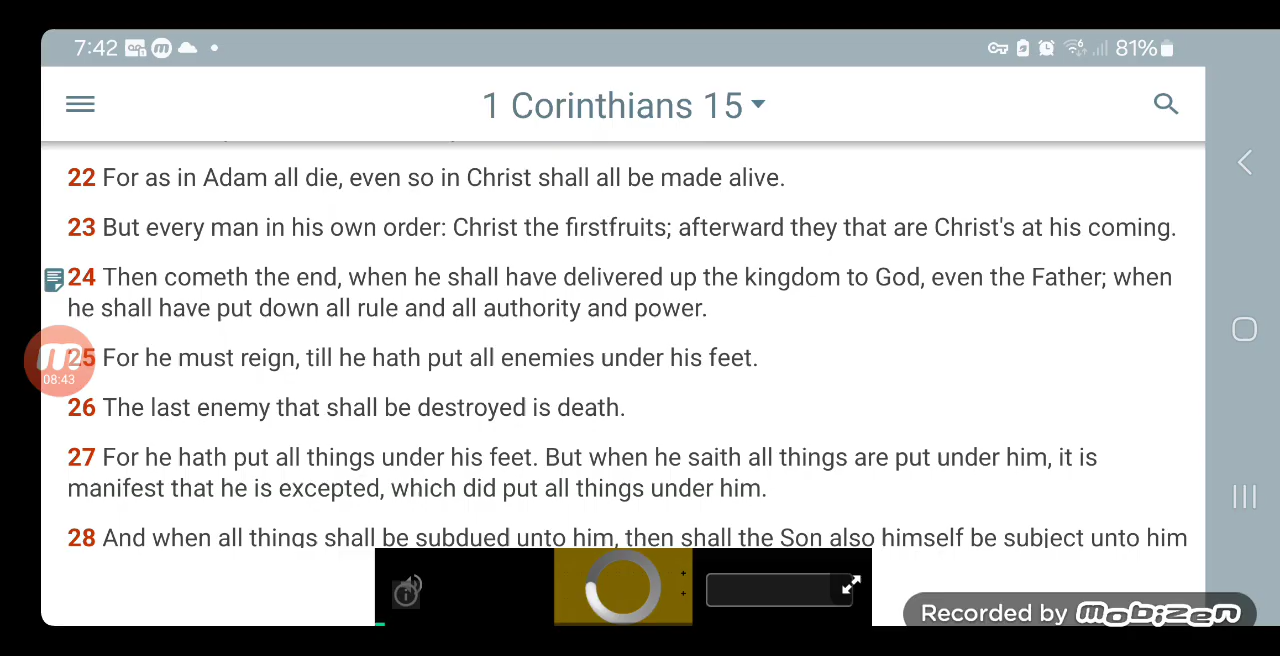 7:42 81%
1 Corinthians 15
22 For as in Adam all die, even so in Christ shall all be made alive.
23 But every man in his own order: Christ the firstfruits; afterward they that are Christ's at his coming.
24 Then cometh the end, when he shall have delivered up the kingdom to God, even the Father; when
he shall have put down all rule and all authority and power.
25 For he must reign, till he hath put all enemies under his feet.
08:43
26 The last enemy that shall be destroyed is death.
27 For he hath put all things under his feet. But when he saith all things are put under him, it is
manifest that he is excepted, which did put all things under him.
28 And when all things shall be subdued unto him, then shall the Son also himself be subject unto him
Recorded by mobizen